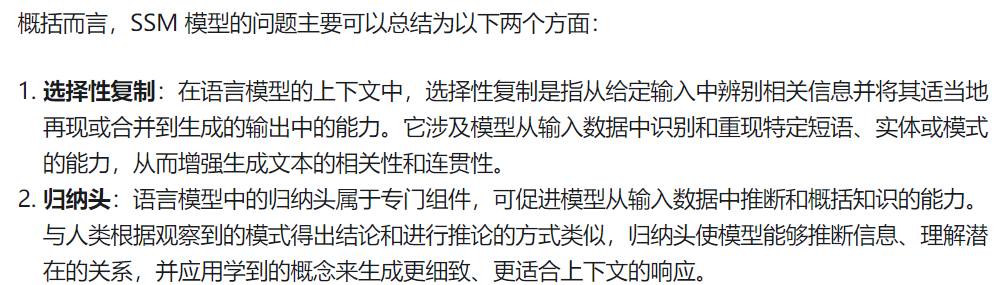 概括而言，SSM 模型的问题主要可以总结为以下两个方面：
1. 选择性复制：在语言模型的上下文中，选择性复制是指从给定输入中辨别相关信息并将其适当地
再现或合并到生成的输出中的能力。它涉及模型从输入数据中识别和重现特定短语、实体或模式
的能力，从而增强生成文本的相关性和连贯性。
2. 归纳头：语言模型中的归纳头属于专门组件，可促进模型从输入数据中推断和概括知识的能力。
与人类根据观察到的模式得出结论和进行推论的方式类似，归纳头使模型能够推断信息、理解潜
在的关系，并应用学到的概念来生成更细致、更适合上下文的响应。